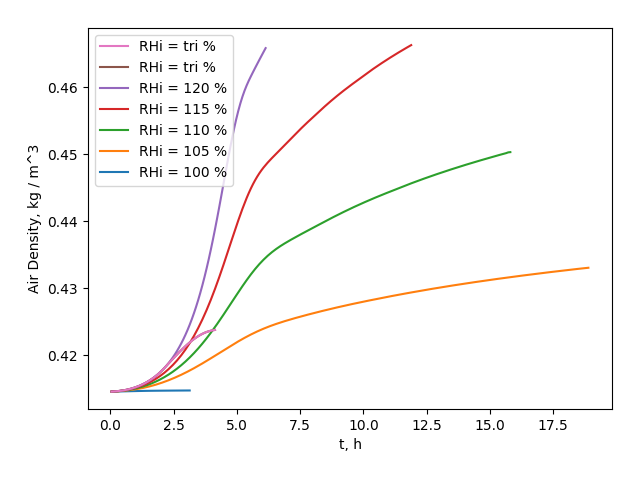 RHi = tri %
RHi = tri %
RHi = 120 %
RHi = 115 %
RHi = 110 %
RHi = 105 %
RHi = 100 %
0.46
0.45
0.44
0.43
0.42
Air Density, kg / m^3
0.0 2.5 5.0 7.5 10.0 12.5 15.0 17.5
t, h